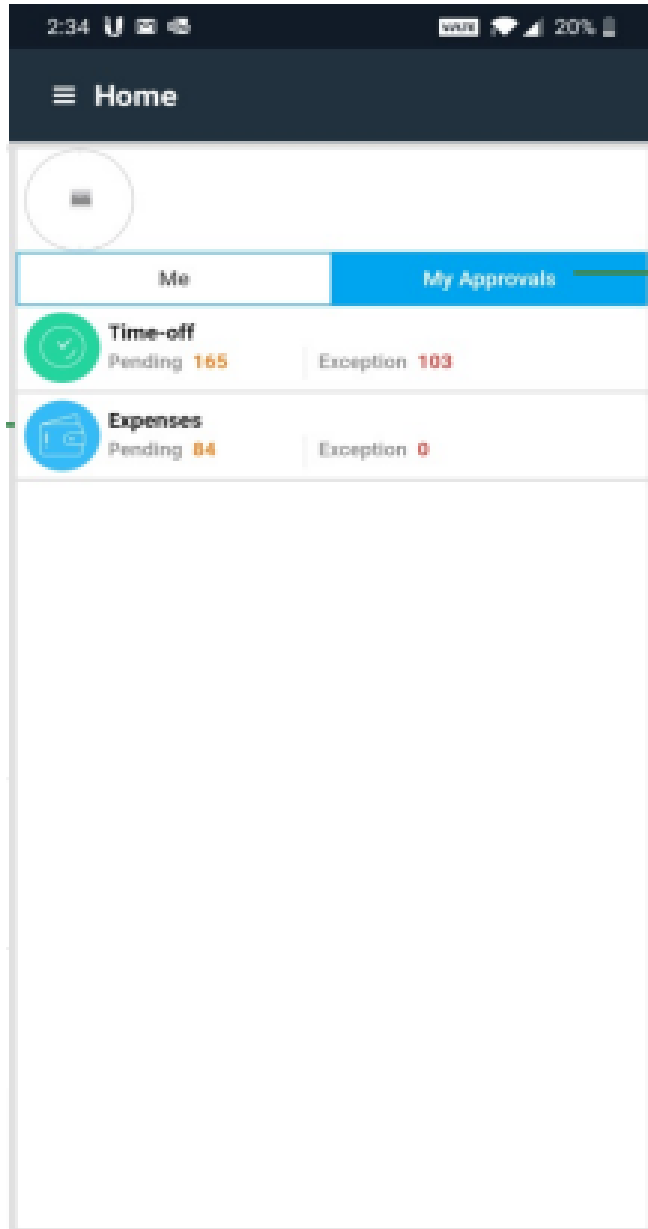 2:34 20%
Home
Me My Approvals
Time-off
Pending 165 Exception 103
Expenses
Pending 84 Exception 0